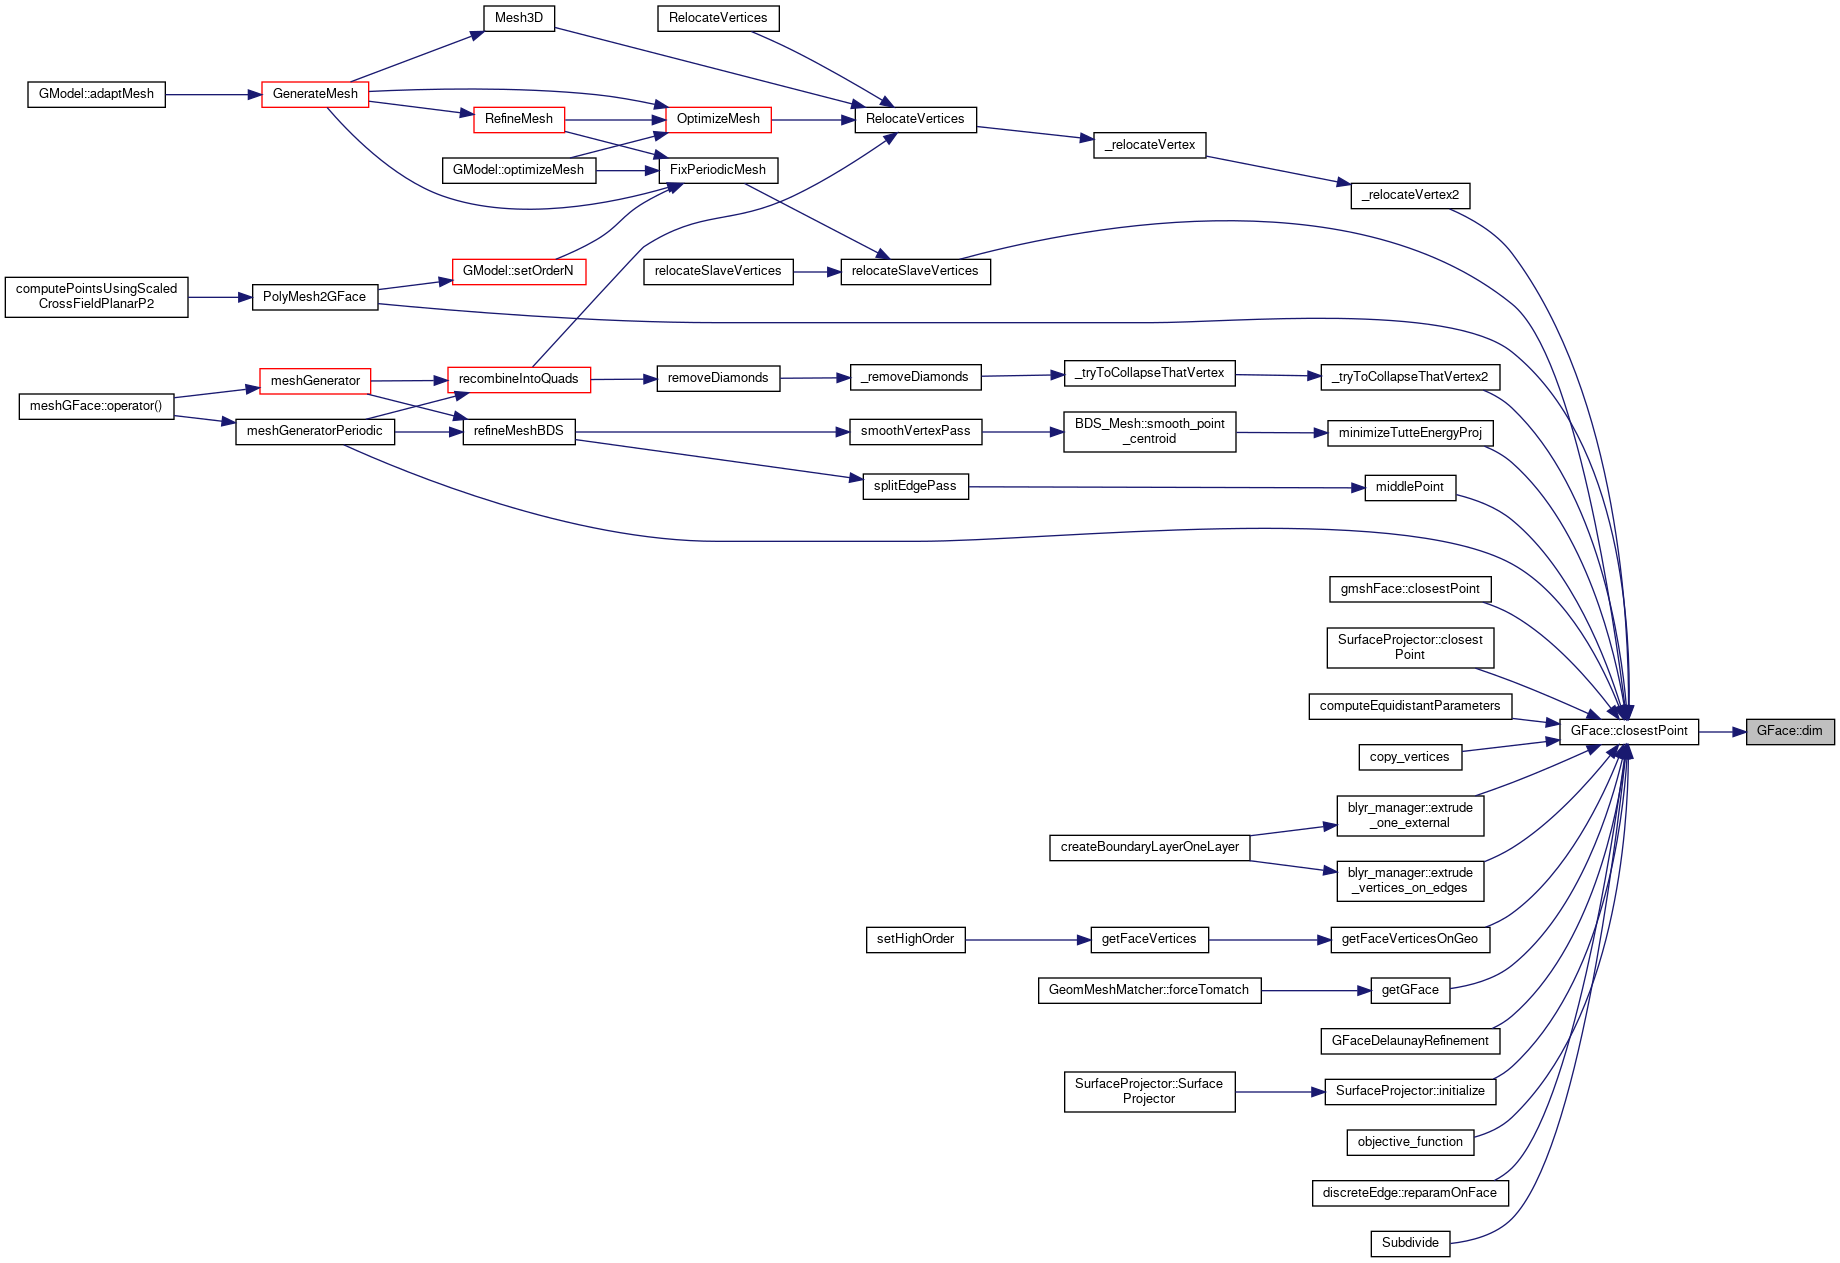 Mesh3D
RelocateVertices
GModel::adaptMesh
GenerateMesh
RefineMesh
OptimizeMesh
RelocateVertices
_relocateVertex
GModel::optimizeMesh
FixPeriodicMesh
_relocateVertex2
GModel::setOrderN
relocateSlaveVertices
relocateSlaveVertices
computePointsUsingScaled
CrossFieldPlanarP2
PolyMesh2GFace
meshGenerator
recombineIntoQuads
removeDiamonds
_removeDiamonds
_tryToCollapseThatVertex
_tryToCollapseThatVertex2
meshGFace::operator()
meshGeneratorPeriodic
refineMeshBDS
smoothVertexPass
BDS_Mesh::smooth_point
_centroid
minimizeTutteEnergyProj
splitEdgePass
middlePoint
gmshFace::closestPoint
SurfaceProjector::closest
Point
computeEquidistantParameters
GFace::closestPoint
GFace::dim
copy_vertices
blyr_manager::extrude
_one_external
createBoundaryLayerOneLayer
blyr_manager::extrude
_vertices_on_edges
setHighOrder
getFaceVertices
getFaceVerticesOnGeo
GeomMeshMatcher::forceTomatch
getGFace
GFaceDelaunayRefinement
SurfaceProjector::Surface
Projector
SurfaceProjector::initialize
objective_function
discreteEdge::reparamOnFace
Subdivide